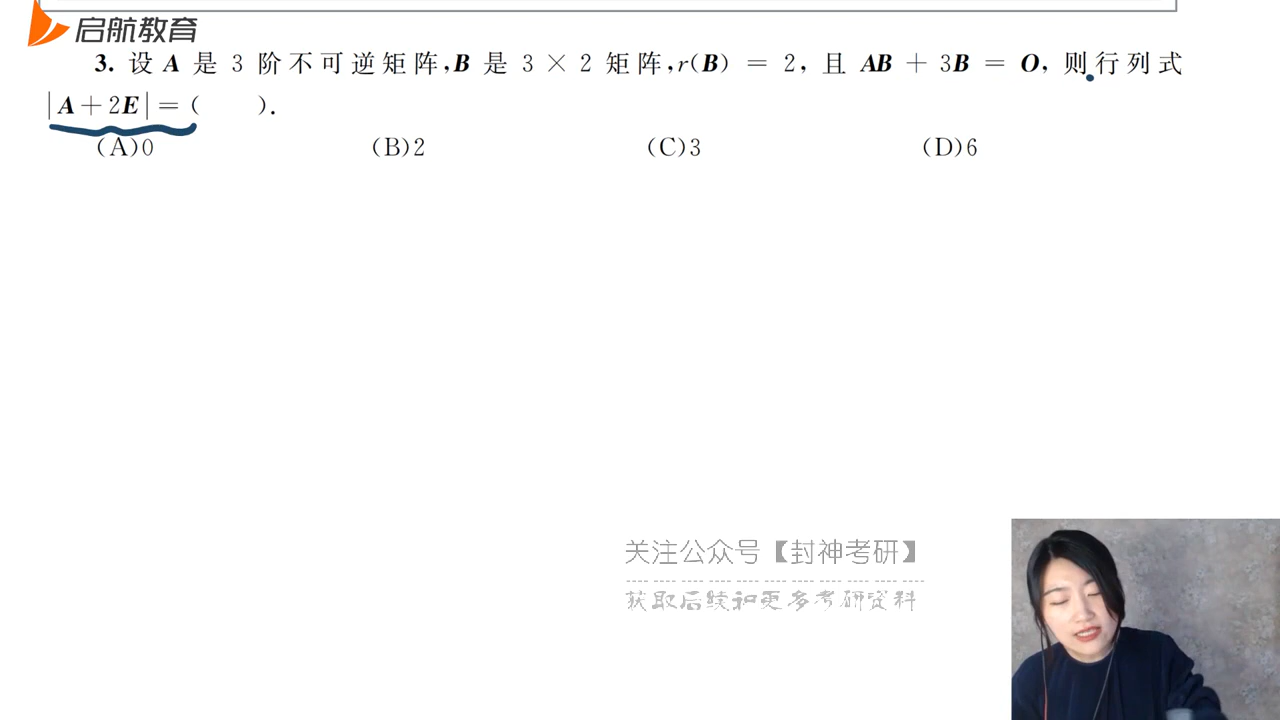 启航教育
3. 设 A 是 3 阶不可逆矩阵,B 是 3 × 2 矩阵,r(B) = 2, 且 AB + 3B = O, 则行列式
|A+2E|=(    ).
(A)0 (B)2 (C)3 (D)6
关注公众号【封神考研】
获取后续和更多考研资料